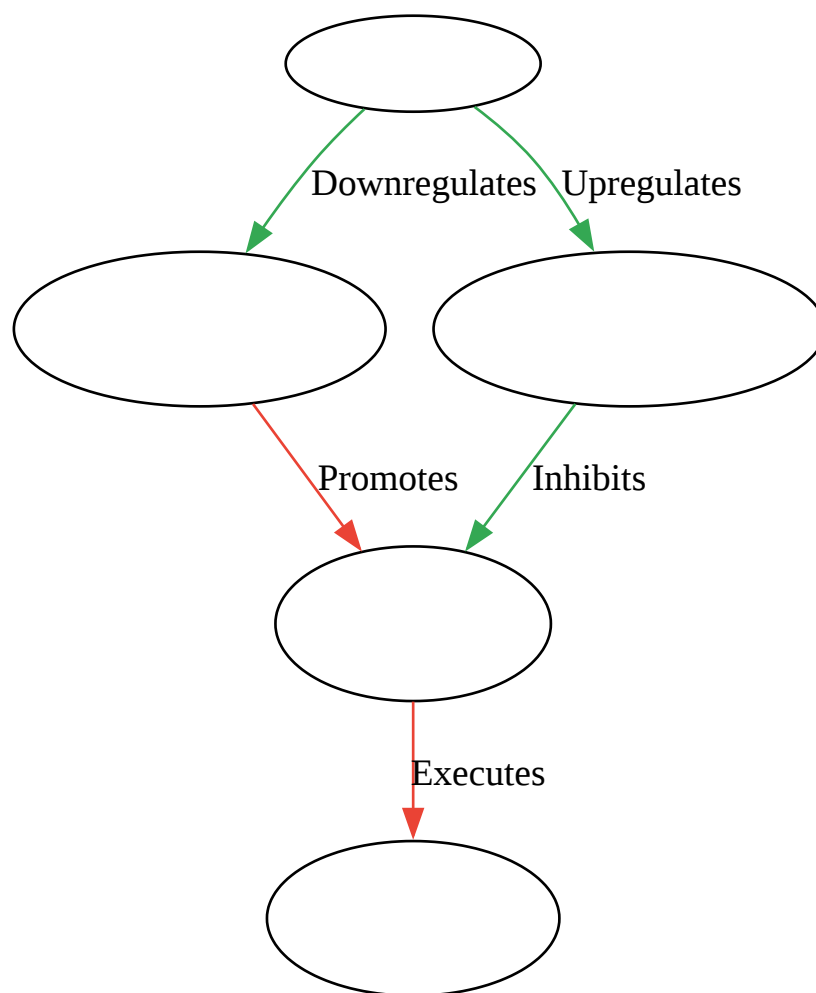 Downregulates
Upregulates
Promotes
Inhibits
Executes